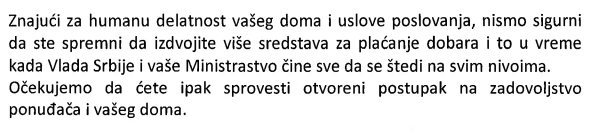 Znajući za humanu delatnost vašeg doma i uslove poslovanja, nismo sigurni
da ste spremni da izdvojite više sredstava za plaćanje dobara i to u vreme
kada Vlada Srbije i vaše Ministrastvo čine sve da se štedi na svim nivoima.
Očekujemo da ćete ipak sprovesti otvoreni postupak na zadovoljstvo
ponuđača i vašeg doma.